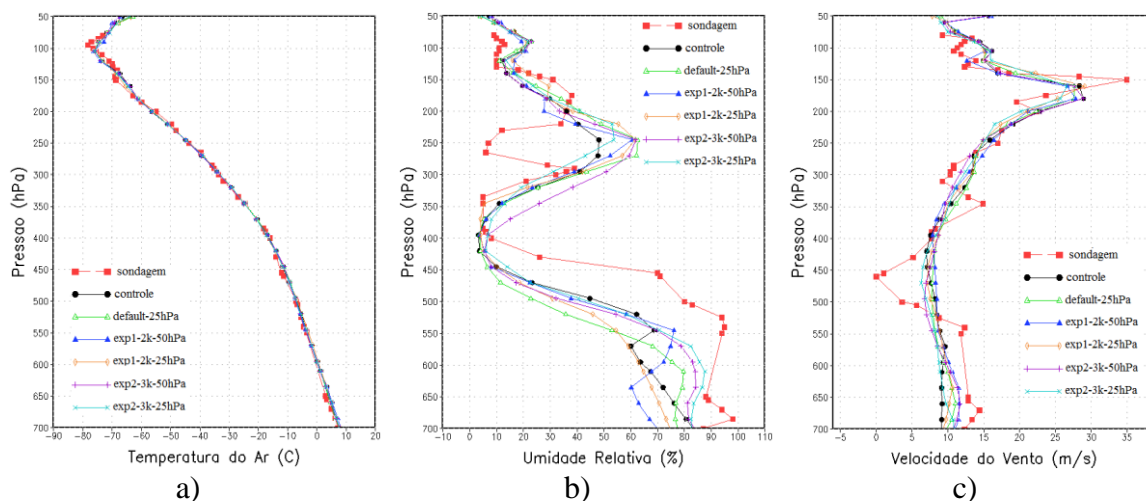 50
100
150
200
250
300
350
400
450
500
550
600
650
700
Pressao (hPa)
sondagem
controle
default-25hPa
exp1-2k-50hPa
exp1-2k-25hPa
exp2-3k-50hPa
exp2-3k-25hPa
-90 -80 -70 -60 -50 -40 -30 -20 -10 0 10 20
Temperatura do Ar (C)
a)
50
100
150
200
250
300
350
400
450
500
550
600
650
700
Pressao (hPa)
sondagem
controle
default-25hPa
exp1-2k-50hPa
exp1-2k-25hPa
exp2-3k-50hPa
exp2-3k-25hPa
0 10 20 30 40 50 60 70 80 90 100 110
Umidade Relativa (%)
b)
50
100
150
200
250
300
350
400
450
500
550
600
650
700
Pressao (hPa)
sondagem
controle
default-25hPa
exp1-2k-50hPa
exp1-2k-25hPa
exp2-3k-50hPa
exp2-3k-25hPa
-5 0 5 10 15 20 25 30 35 40
Velocidade do Vento (m/s)
c)